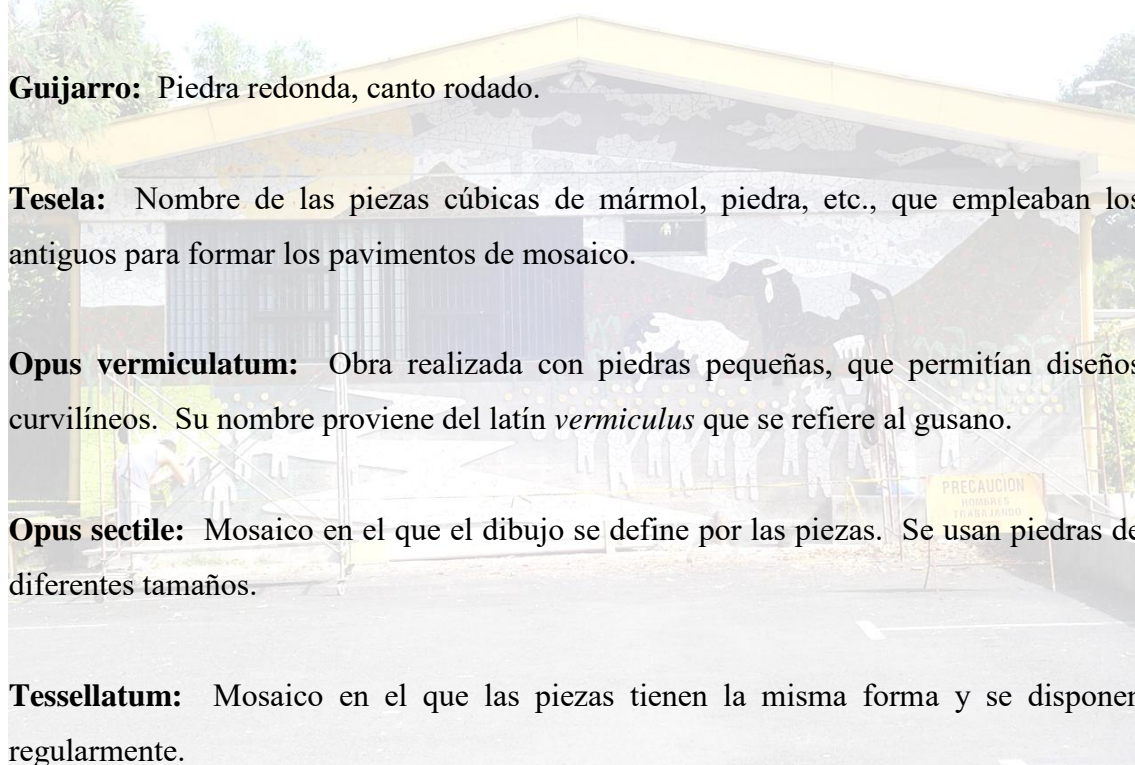 Guijarro: Piedra redonda, canto rodado.
Tesela: Nombre de las piezas cúbicas de mármol, piedra, etc., que empleaban los
antiguos para formar los pavimentos de mosaico.
Opus vermiculatum: Obra realizada con piedras pequeñas, que permitían diseños
curvilíneos. Su nombre proviene del latín vermiculus que se refiere al gusano.
PRECAUCION
HOMBRES
TRABAJANDO
Opus sectile: Mosaico en el que el dibujo se define por las piezas. Se usan piedras de
diferentes tamaños.
Tessellatum: Mosaico en el que las piezas tienen la misma forma y se disponen
regularmente.